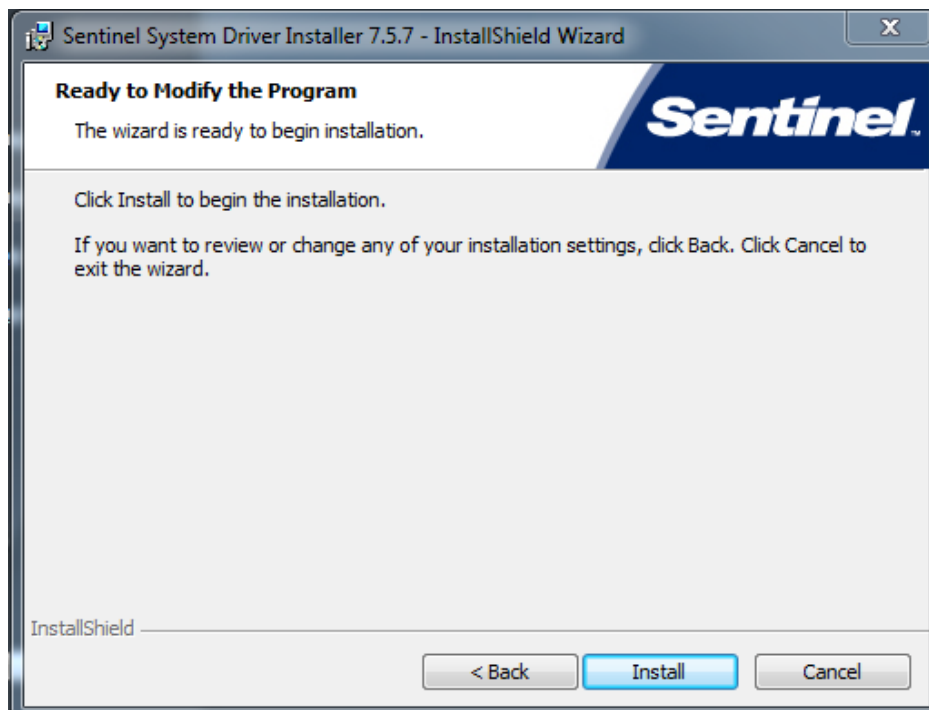 Sentinel System Driver Installer 7.5.7 - InstallShield Wizard
Ready to Modify the Program
The wizard is ready to begin installation.
Sentinel™
Click Install to begin the installation.
If you want to review or change any of your installation settings, click Back. Click Cancel to
exit the wizard.
InstallShield
< Back
Install
Cancel